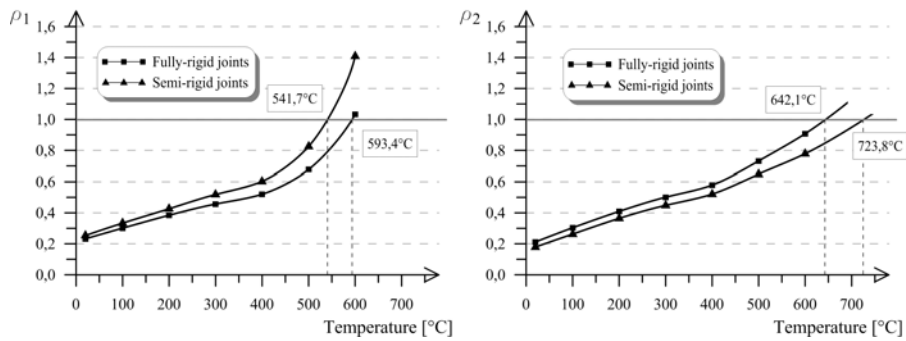 ρ1
1,6
1,4
1,2
1,0
0,8
0,6
0,4
0,2
0,0
Fully-rigid joints
Semi-rigid joints
541,7°C
593,4°C
0 100 200 300 400 500 600 700
Temperature [°C]
ρ2
1,6
1,4
1,2
1,0
0,8
0,6
0,4
0,2
0,0
Fully-rigid joints
Semi-rigid joints
642,1°C
723,8°C
0 100 200 300 400 500 600 700
Temperature [°C]